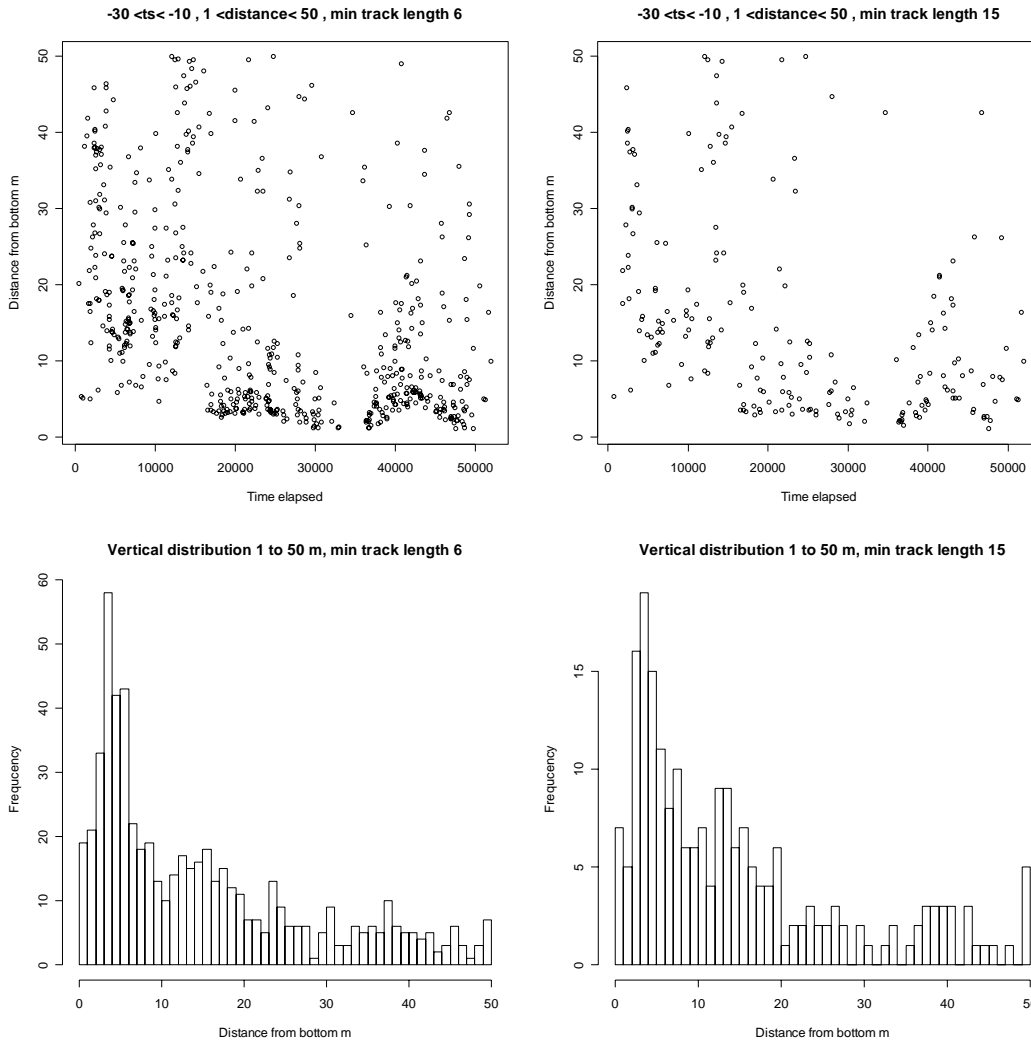 -30 <ts< -10 , 1 <distance< 50 , min track length 6
Distance from bottom m
50
40
30
20
10
0
0 10000 20000 30000 40000 50000
Time elapsed
-30 <ts< -10 , 1 <distance< 50 , min track length 15
Distance from bottom m
50
40
30
20
10
0
0 10000 20000 30000 40000 50000
Time elapsed
Vertical distribution 1 to 50 m, min track length 6
Frequcency
60
50
40
30
20
10
0
0 10 20 30 40 50
Distance from bottom m
Vertical distribution 1 to 50 m, min track length 15
Frequcency
15
10
5
0
0 10 20 30 40 50
Distance from bottom m